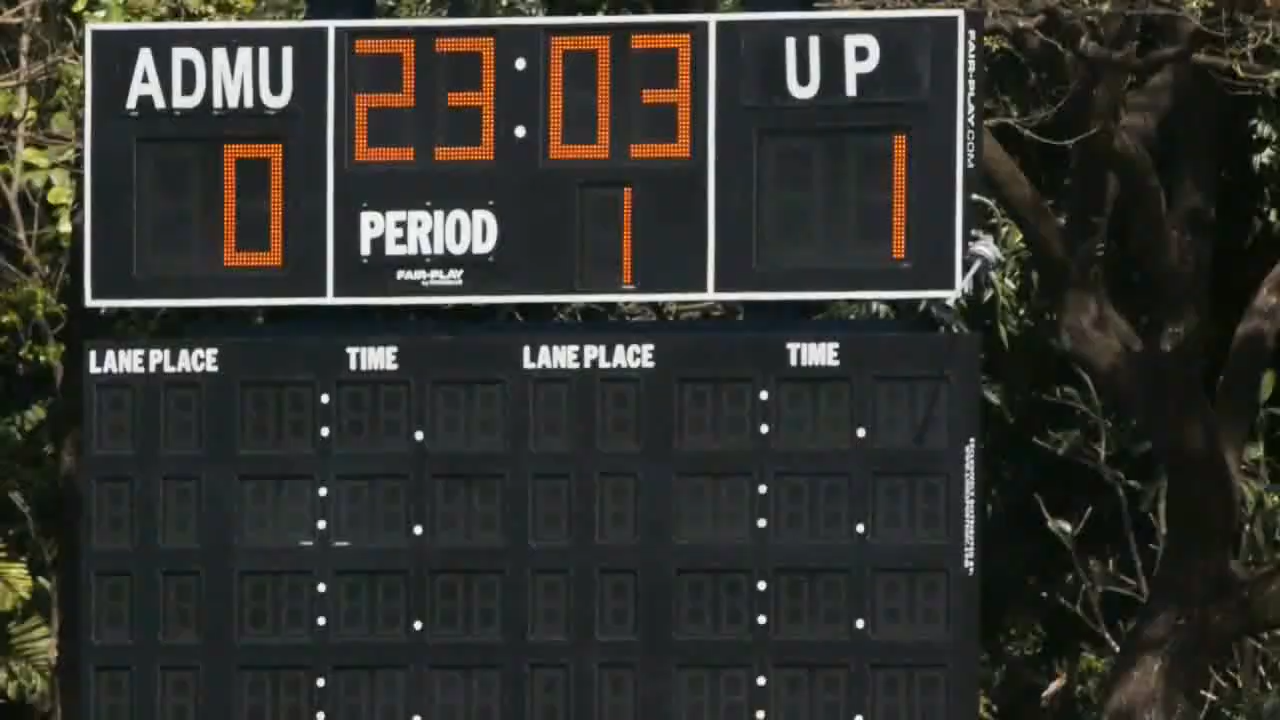 ADMU 23:03 UP
0 PERIOD 1 1
FAIR-PLAY
FAIR-PLAY.COM
LANE PLACE TIME LANE PLACE TIME